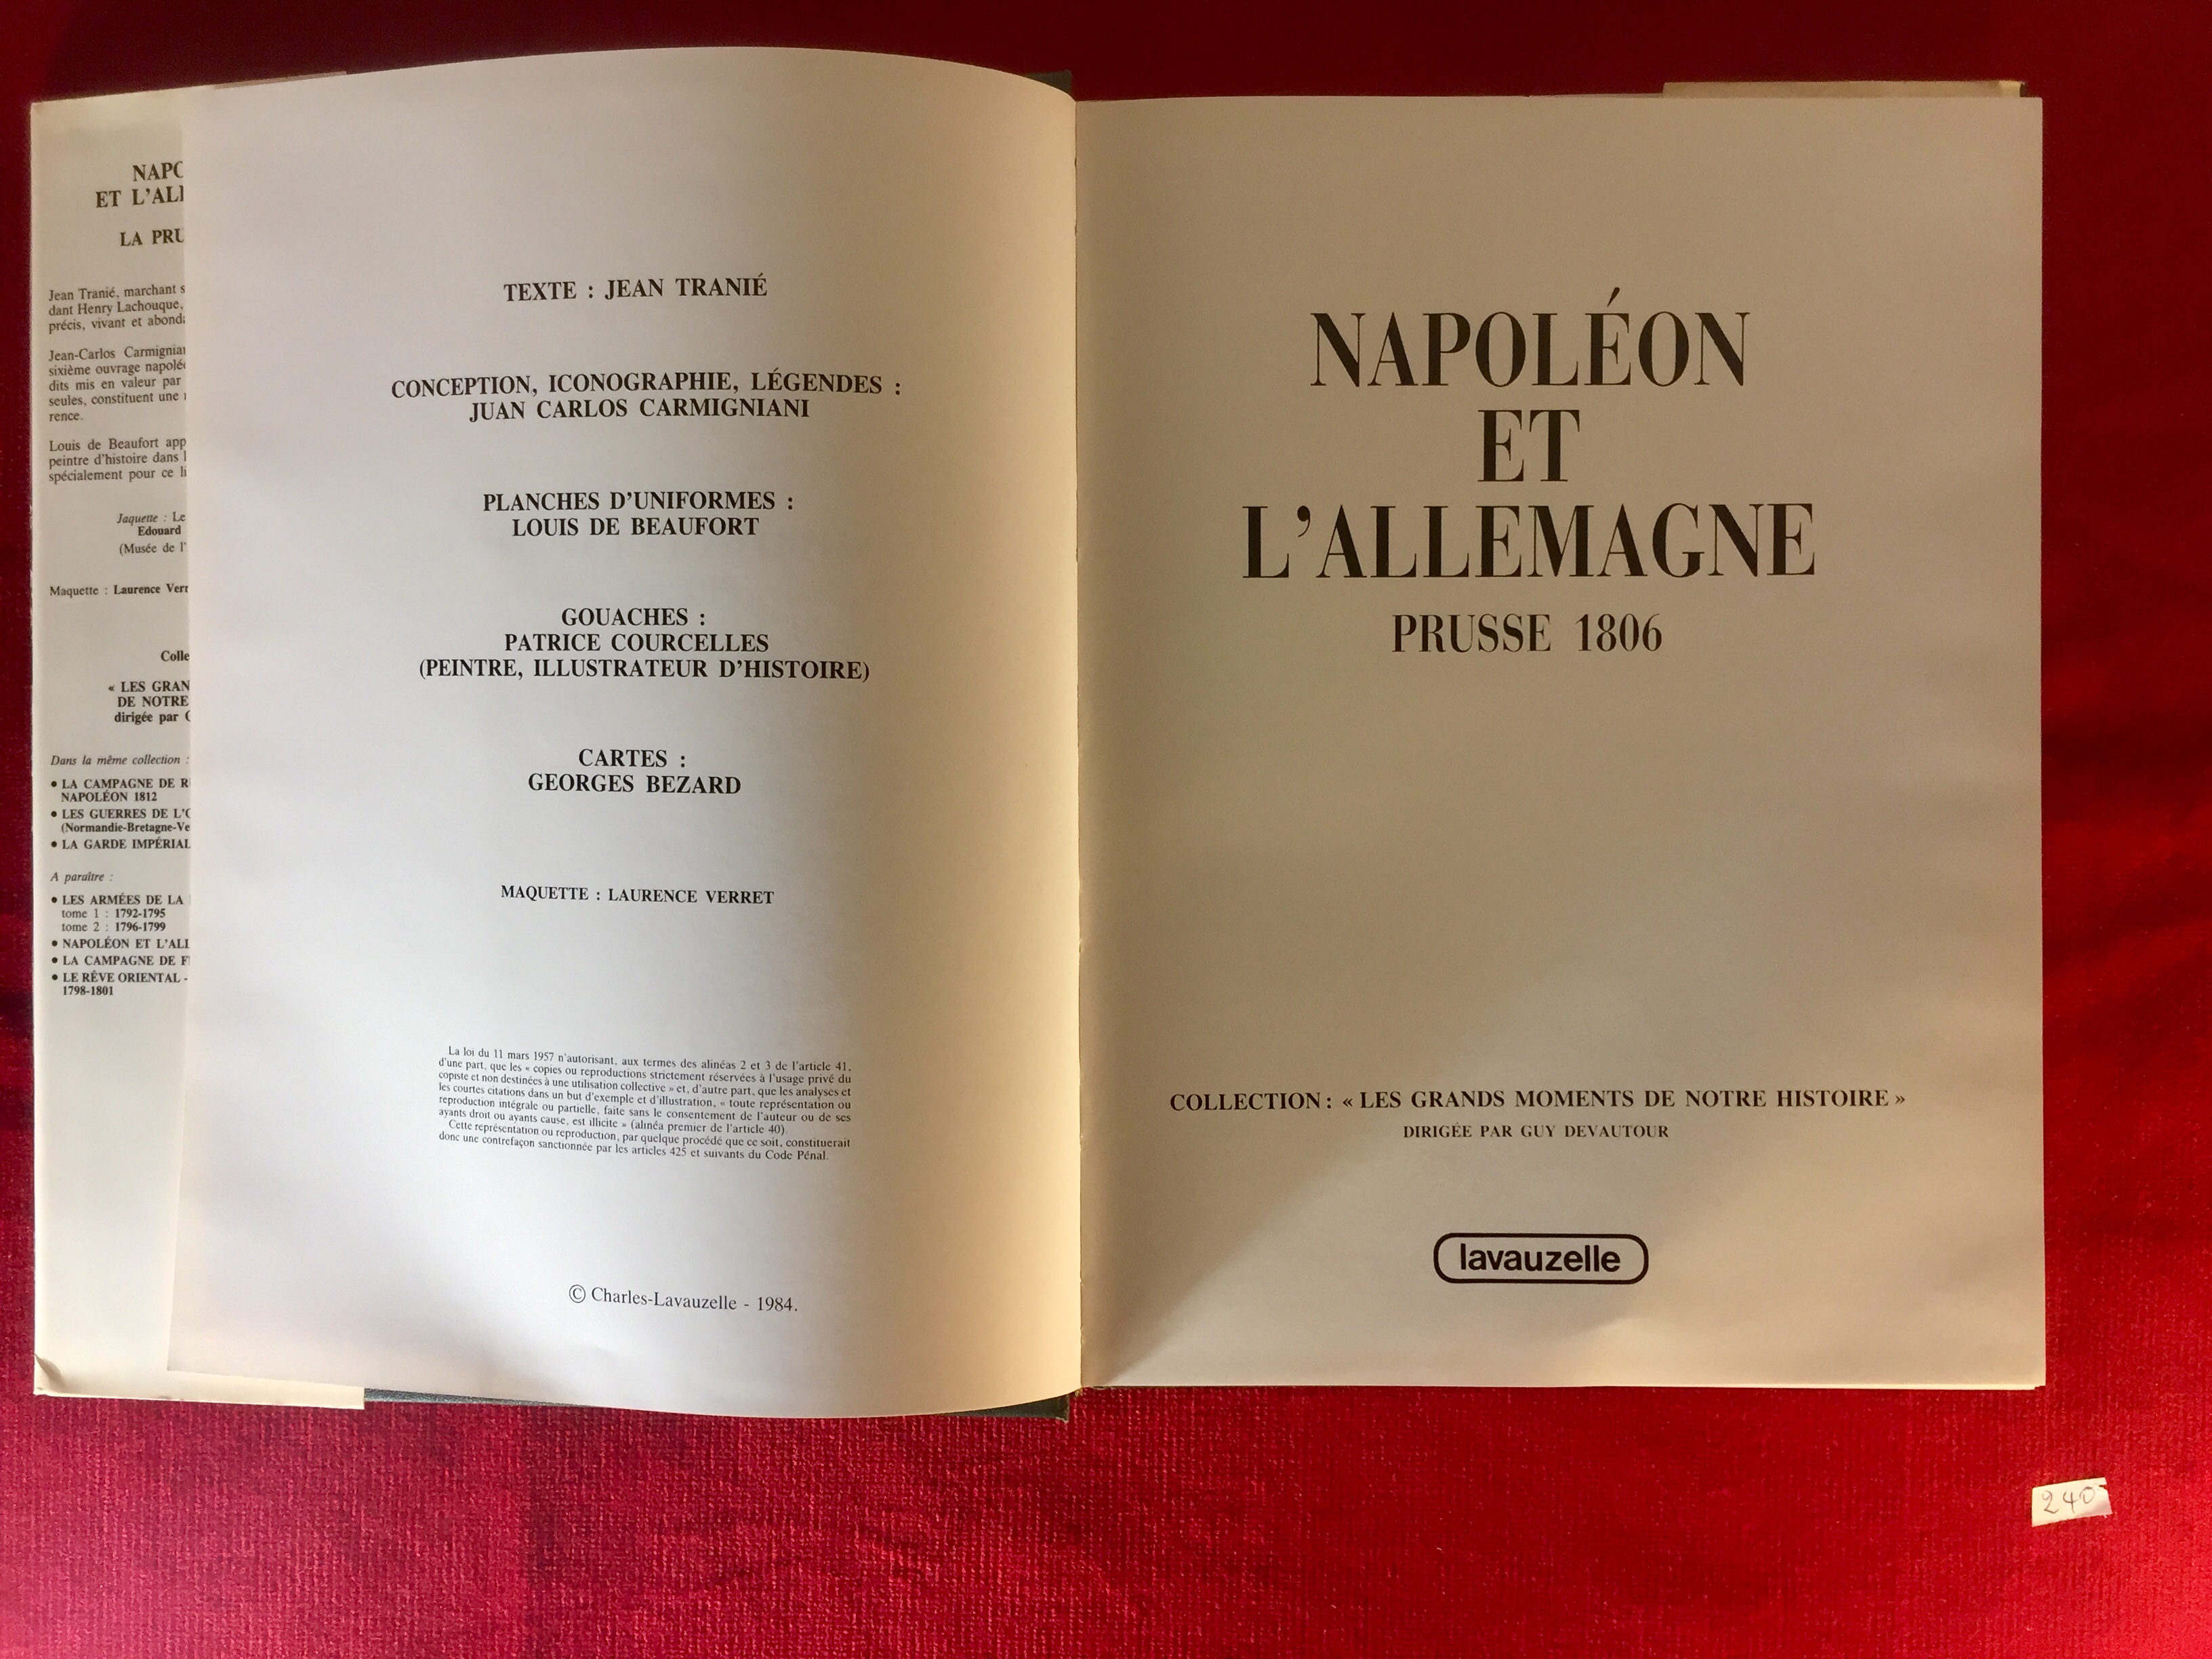 NAPO
ET L'ALL
LA PRU
Jean Tranié, marchant s
dant Henry Lachouque,
précis, vivant et abonda
Jean-Carlos Carmignian
sixième ouvrage napoléo
dits mis en valeur par
seules, constituent une
rence.
Louis de Beaufort app
peintre d'histoire dans l
spécialement pour ce li
Jaquette : Le
Edouard
(Musée de l'
Maquette : Laurence Verr
Colle
« LES GRAN
DE NOTRE
dirigée par G
Dans la même collection :
• LA CAMPAGNE DE R
NAPOLÉON 1812
• LES GUERRES DE L'O
(Normandie-Bretagne-Ve
• LA GARDE IMPÉRIAL
A paraître :
• LES ARMÉES DE LA
tome 1 : 1792-1795
tome 2 : 1796-1799
• NAPOLÉON ET L'ALL
• LA CAMPAGNE DE F
• LE RÊVE ORIENTAL -
1798-1801
TEXTE : JEAN TRANIÉ
CONCEPTION, ICONOGRAPHIE, LÉGENDES :
JUAN CARLOS CARMIGNIANI
PLANCHES D'UNIFORMES :
LOUIS DE BEAUFORT
GOUACHES :
PATRICE COURCELLES
(PEINTRE, ILLUSTRATEUR D'HISTOIRE)
CARTES :
GEORGES BEZARD
MAQUETTE : LAURENCE VERRET
La loi du 11 mars 1957 n'autorisant, aux termes des alinéas 2 et 3 de l'article 41,
d'une part, que les « copies ou reproductions strictement réservées à l'usage privé du
copiste et non destinées à une utilisation collective » et, d'autre part, que les analyses et
les courtes citations dans un but d'exemple et d'illustration, « toute représentation ou
reproduction intégrale ou partielle, faite sans le consentement de l'auteur ou de ses
ayants droit ou ayants cause, est illicite » (alinéa premier de l'article 40).
Cette représentation ou reproduction, par quelque procédé que ce soit, constituerait
donc une contrefaçon sanctionnée par les articles 425 et suivants du Code Pénal.
© Charles-Lavauzelle - 1984.
NAPOLÉON
ET
L'ALLEMAGNE
PRUSSE 1806
COLLECTION : « LES GRANDS MOMENTS DE NOTRE HISTOIRE »
DIRIGÉE PAR GUY DEVAUTOUR
lavauzelle
240